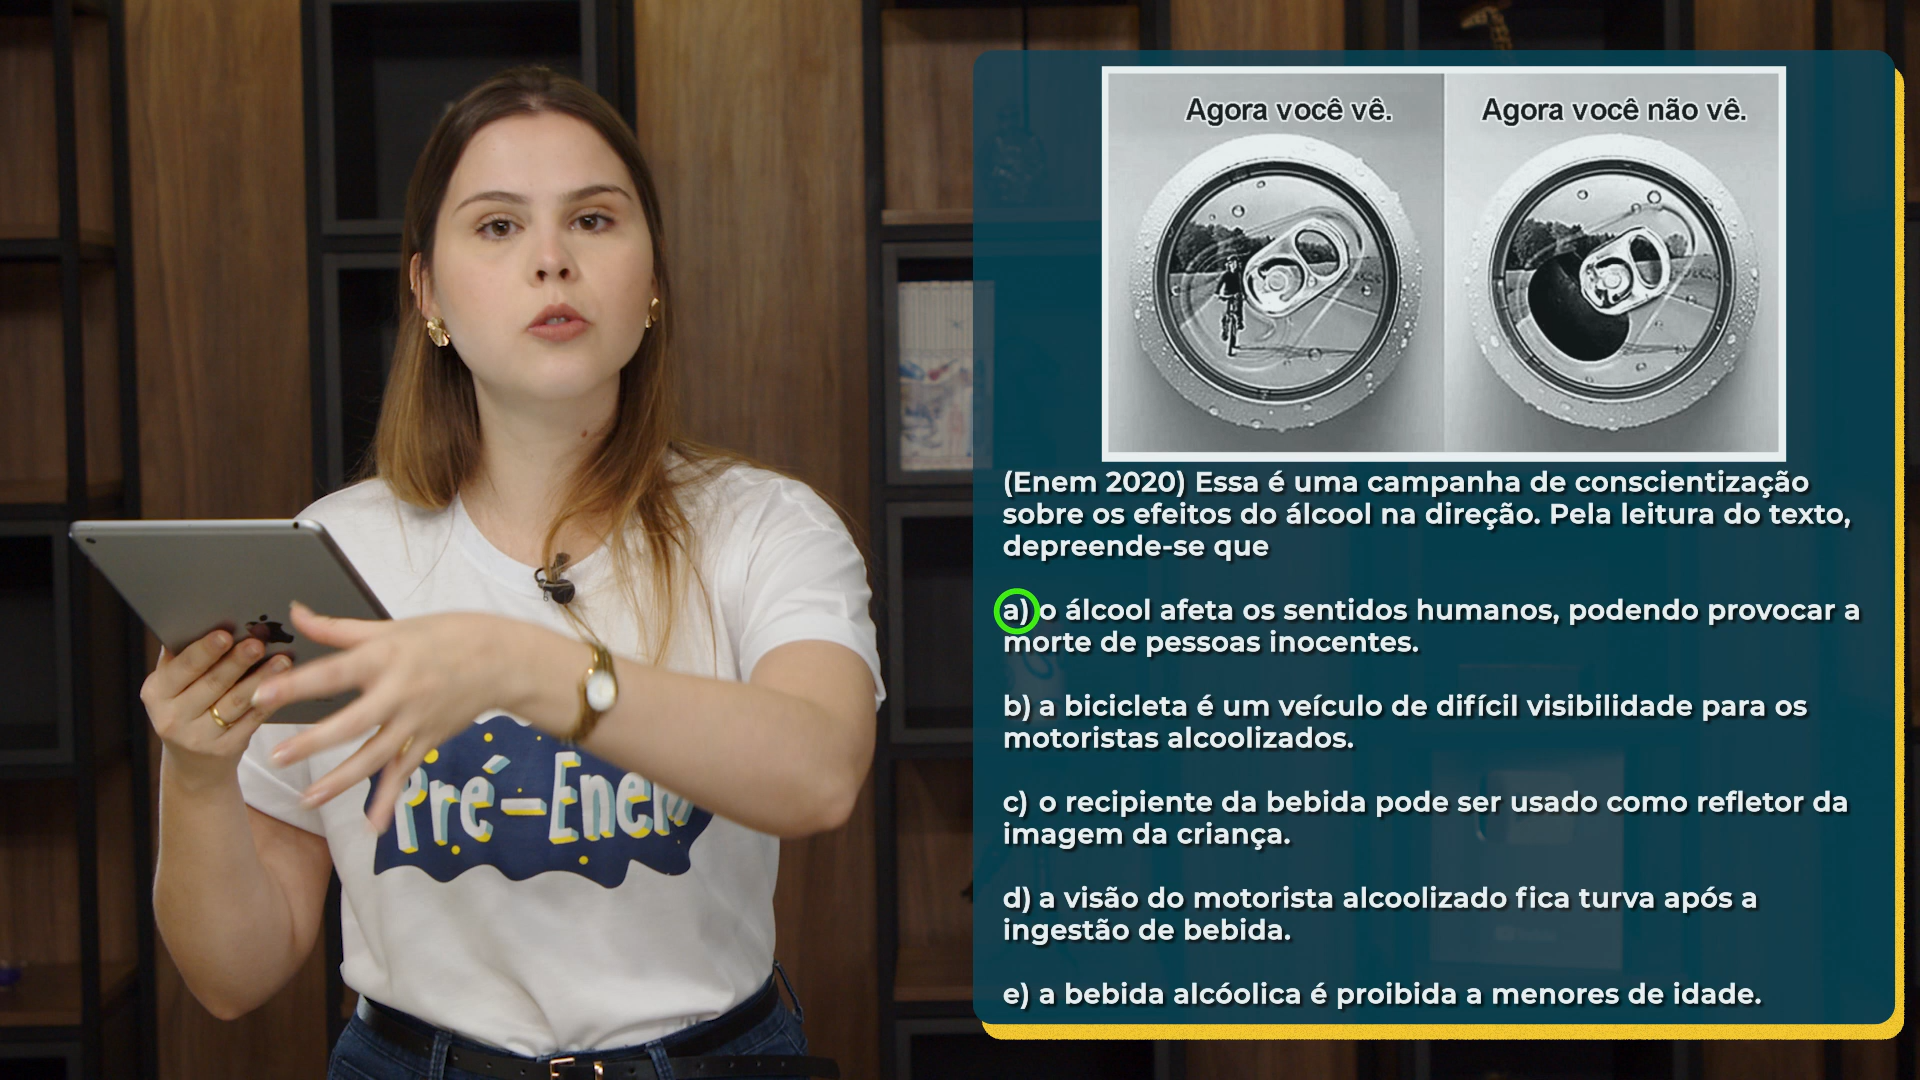 Agora você vê.
Agora você não vê.
(Enem 2020) Essa é uma campanha de conscientização
sobre os efeitos do álcool na direção. Pela leitura do texto,
depreende-se que
a) o álcool afeta os sentidos humanos, podendo provocar a
morte de pessoas inocentes.
b) a bicicleta é um veículo de difícil visibilidade para os
motoristas alcoolizados.
c) o recipiente da bebida pode ser usado como refletor da
imagem da criança.
d) a visão do motorista alcoolizado fica turva após a
ingestão de bebida.
e) a bebida alcóolica é proibida a menores de idade.
Pré-Enem